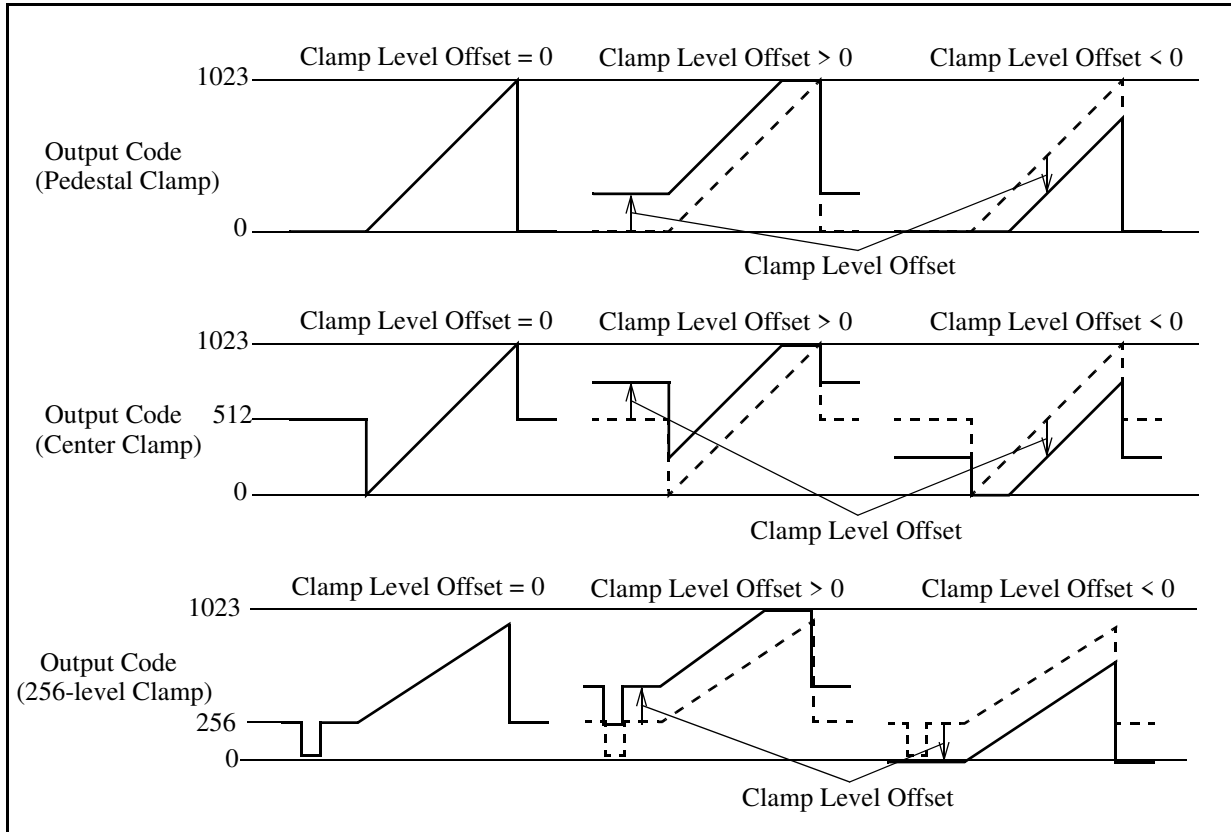 Clamp Level Offset = 0 Clamp Level Offset > 0 Clamp Level Offset < 0
1023
Output Code
(Pedestal Clamp)
0
Clamp Level Offset
Clamp Level Offset = 0 Clamp Level Offset > 0 Clamp Level Offset < 0
1023
Output Code
(Center Clamp)
512
0
Clamp Level Offset
Clamp Level Offset = 0 Clamp Level Offset > 0 Clamp Level Offset < 0
1023
Output Code
(256-level Clamp)
256
0
Clamp Level Offset